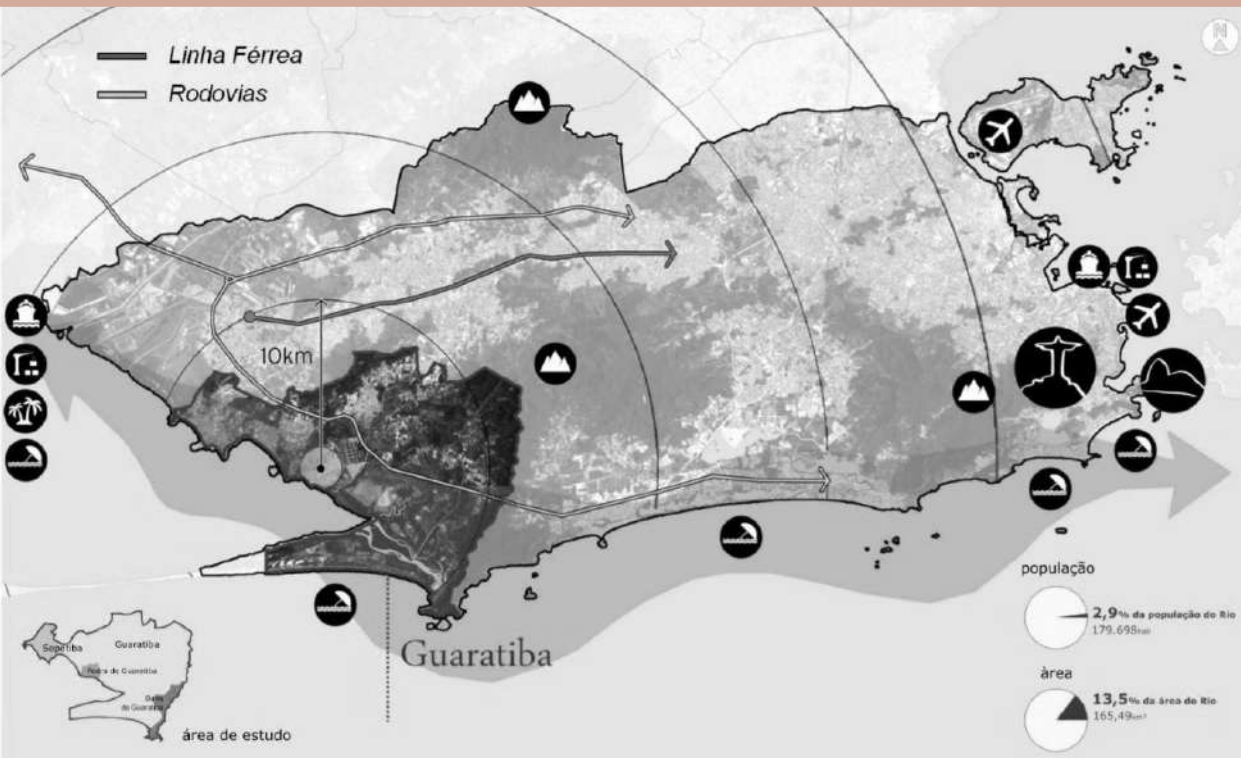 N
Linha Férrea
Rodovias
10km
Guaratiba
população
2,9% da população do Rio
179.698hab
àrea
13,5% da área do Rio
165,49km²
Sepetiba
Guaratiba
Pedra de Guaratiba
Barra
de Guaratiba
área de estudo